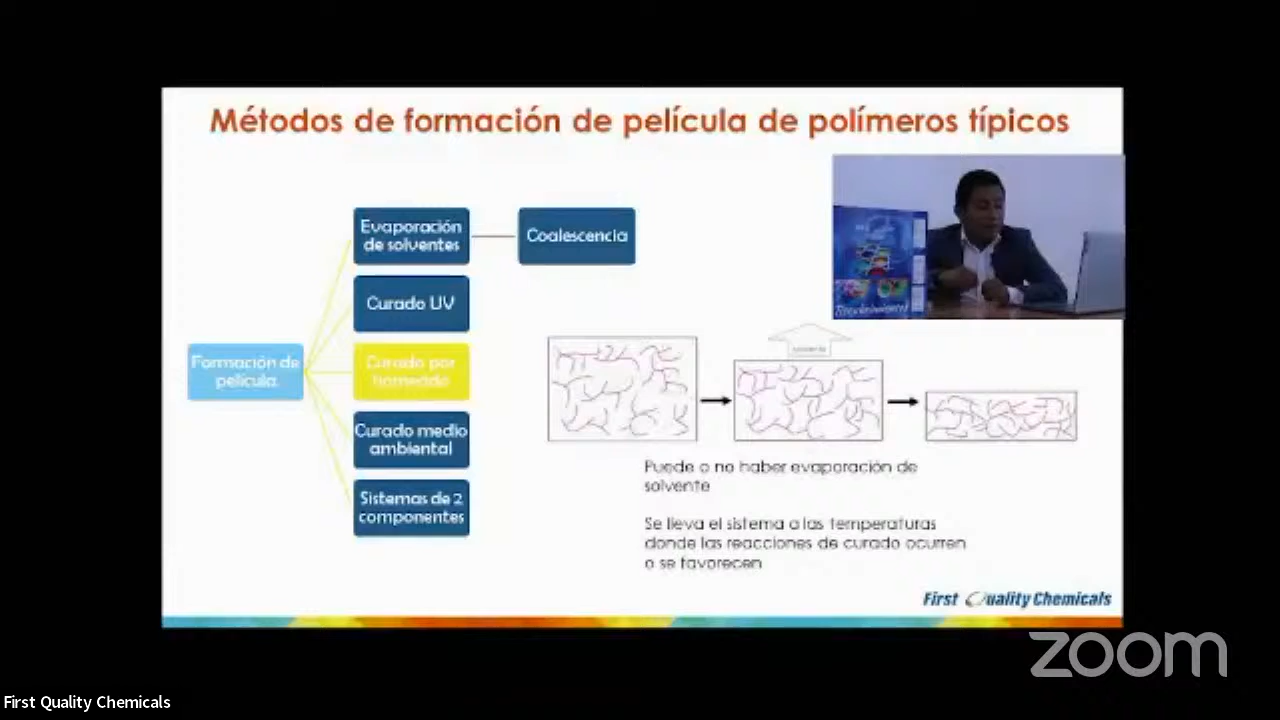 Métodos de formación de película de polímeros típicos
Evaporación
de solventes
Coalescencia
Curado UV
Formación de
película
Curado por
horneado
Curado medio
ambiental
Sistemas de 2
componentes
Puede o no haber evaporación de
solvente
Se lleva el sistema a las temperaturas
donde las reacciones de curado ocurren
o se favorecen
First Quality Chemicals
zoom
First Quality Chemicals